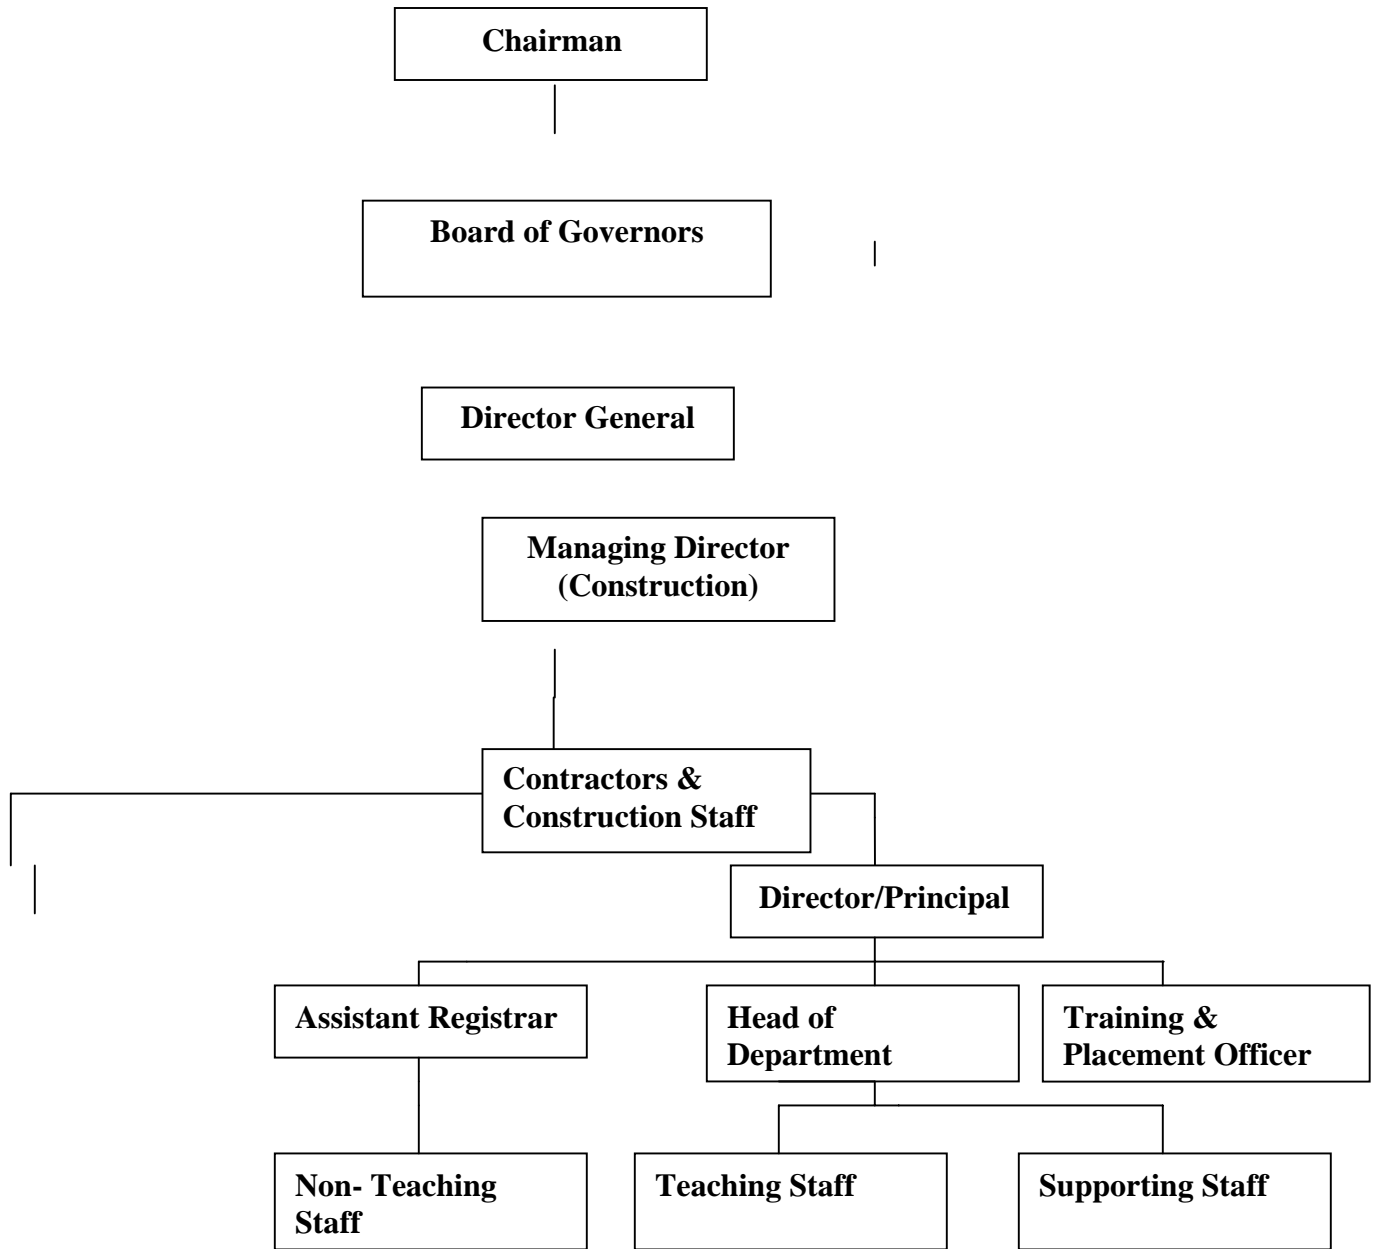 Chairman
Board of Governors
Director General
Managing Director
(Construction)
Contractors &
Construction Staff
Director/Principal
Assistant Registrar
Head of
Department
Training &
Placement Officer
Non- Teaching
Staff
Teaching Staff
Supporting Staff